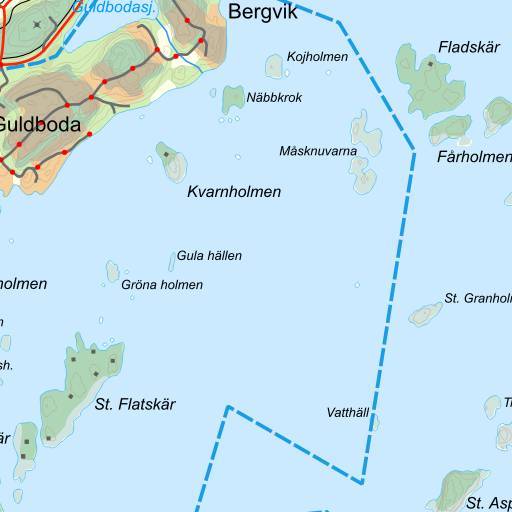 Guldbodasj.
Bergvik
Fladskär
Kojholmen
Näbbkrok
Guldboda
Måsknuvarna
Fårholmen
Kvarnholmen
Gula hällen
holmen
Gröna holmen
St. Granholm
n
sh.
St. Flatskär
Vatthäll
är
St. Asp